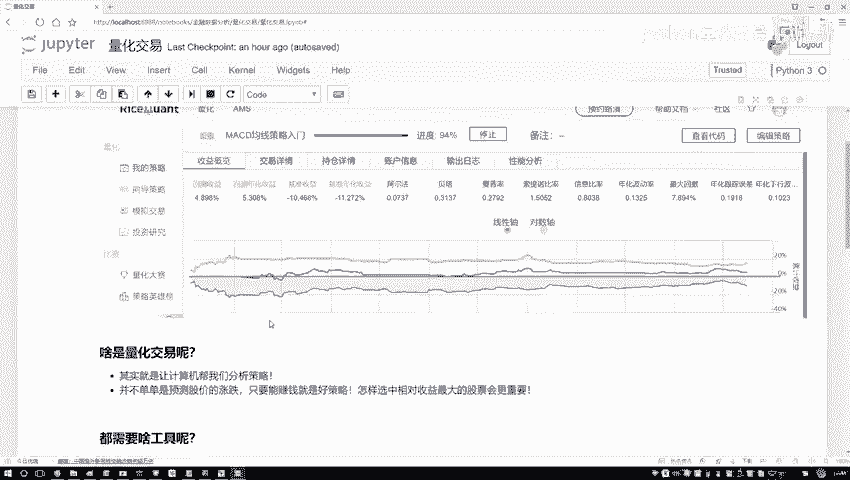 量化交易
http://localhost:8888/notebooks/金融数据分析/量化交易/量化交易.ipynb#
jupyter 量化交易 Last Checkpoint: an hour ago (autosaved)
Logout
File Edit View Insert Cell Kernel Widgets Help
Trusted Python 3
Code
RiceQuant 量化 AMS 帮助文档 社区
MACD均线策略入门 进度: 94% 停止 备注: -- 查看代码 编辑策略
量化
收益概览 交易详情 持仓详情 账户信息 输出日志 性能分析
我的策略
向导策略
模拟交易
投资研究
回测收益 回测年化收益 基准收益 基准年化收益 阿尔法 贝塔 夏普率 索提诺比率 信息比率 年化波动率 最大回撤 年化跟踪误差 年化下行波...
4.898% 5.308% -10.466% -11.272% 0.0737 0.3137 0.2792 1.5052 0.8038 0.1325 7.894% 0.1918 0.1023
线性轴 对数轴
比赛
量化大赛
策略英雄榜
20%
0%
-20%
-40%
累计收益
啥是量化交易呢?
其实就是让计算机帮我们分析策略!
并不单单是预测股价的涨跌,只要能赚钱就是好策略!怎样选中相对收益最大的股票会更重要!
都需要啥工具呢?